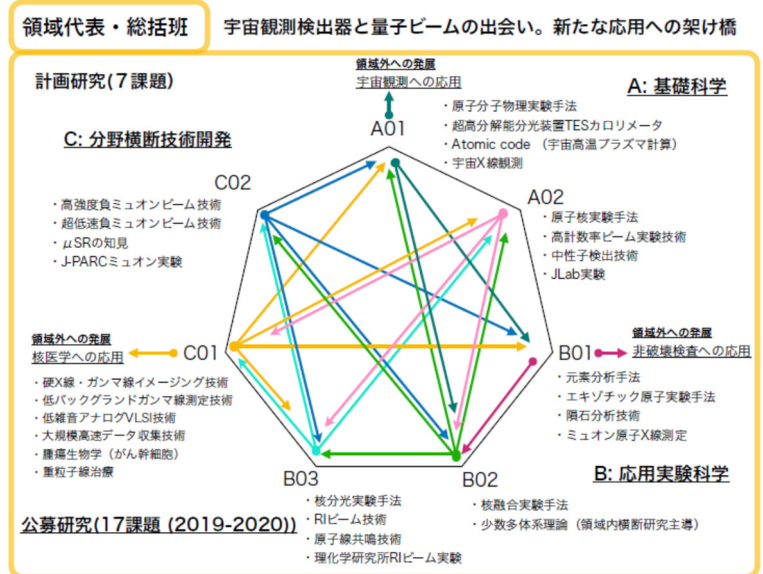 領域代表・総括班
宇宙観測検出器と量子ビームの出会い。新たな応用への架け橋
計画研究(7課題)
領域外への発展
宇宙観測への応用
A: 基礎科学
A01
・原子分子物理実験手法
・超高分解能分光装置TESカロリメータ
・Atomic code （宇宙高温プラズマ計算）
・宇宙X線観測
C: 分野横断技術開発
C02
・高強度負ミュオンビーム技術
・超低速負ミュオンビーム技術
・μSRの知見
・J-PARCミュオン実験
A02
・原子核実験手法
・高計数率ビーム実験技術
・中性子検出技術
・JLab実験
領域外への発展
核医学への応用
C01
・硬X線・ガンマ線イメージング技術
・低バックグランドガンマ線測定技術
・低雑音アナログVLSI技術
・大規模高速データ収集技術
・腫瘍生物学（がん幹細胞）
・重粒子線治療
B01
領域外への発展
非破壊検査への応用
・元素分析手法
・エキゾチック原子実験手法
・隕石分析技術
・ミュオン原子X線測定
B: 応用実験科学
B03
・核分光実験手法
・RIビーム技術
・原子線共鳴技術
・理化学研究所RIビーム実験
B02
・核融合実験手法
・少数多体系理論（領域内横断研究主導）
公募研究(17課題 (2019-2020))